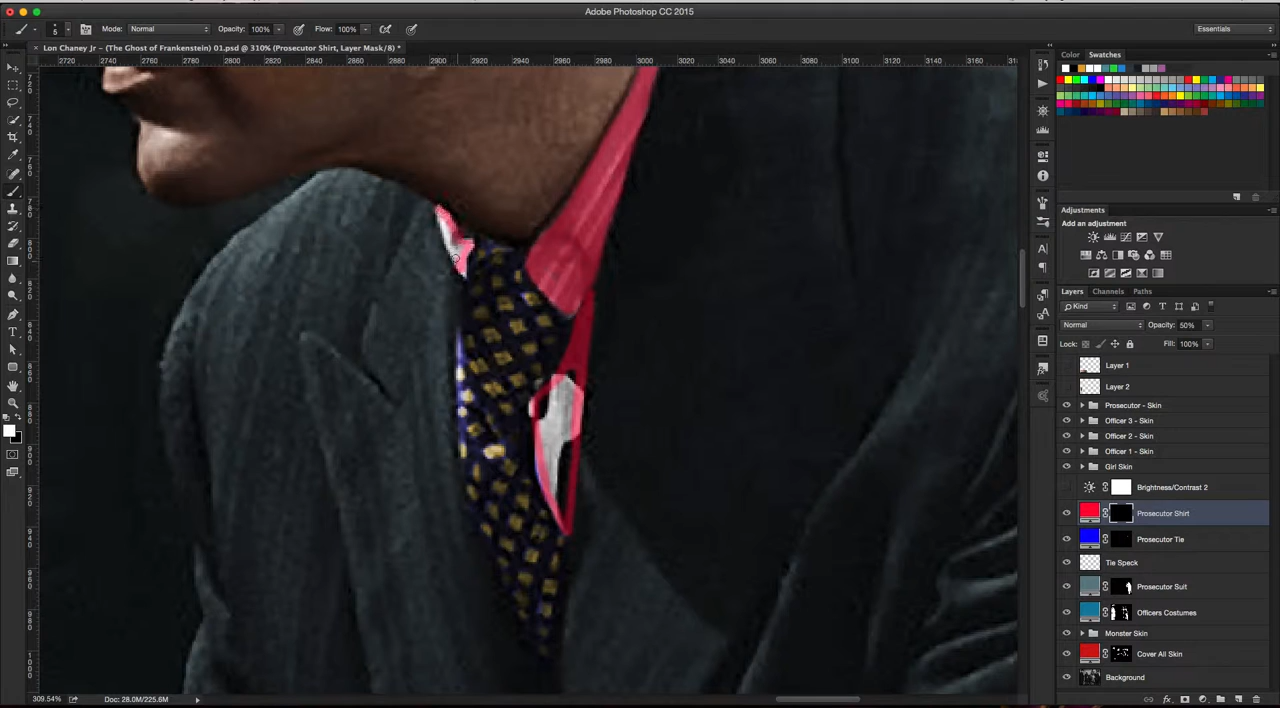 Adobe Photoshop CC 2015
5 Mode: Normal Opacity: 100% Flow: 100% Essentials
× Lon Chaney Jr - (The Ghost of Frankenstein) 01.psd @ 310% (Prosecutor Shirt, Layer Mask/8) *
2720 2740 2760 2780 2800 2820 2840 2860 2880 2900 2920 2940 2960 2980 3000 3020 3040 3060 3080 3100 3120 3140 3160
Color Swatches
Adjustments
Add an adjustment
Layers Channels Paths
Kind
Normal Opacity: 50%
Lock: Fill: 100%
Layer 1
Layer 2
Prosecutor - Skin
Officer 3 - Skin
Officer 2 - Skin
Officer 1 - Skin
Girl Skin
Brightness/Contrast 2
Prosecutor Shirt
Prosecutor Tie
Tie Speck
Prosecutor Suit
Officers Costumes
Monster Skin
Cover All Skin
Background
309.54% Doc: 28.0M/225.6M